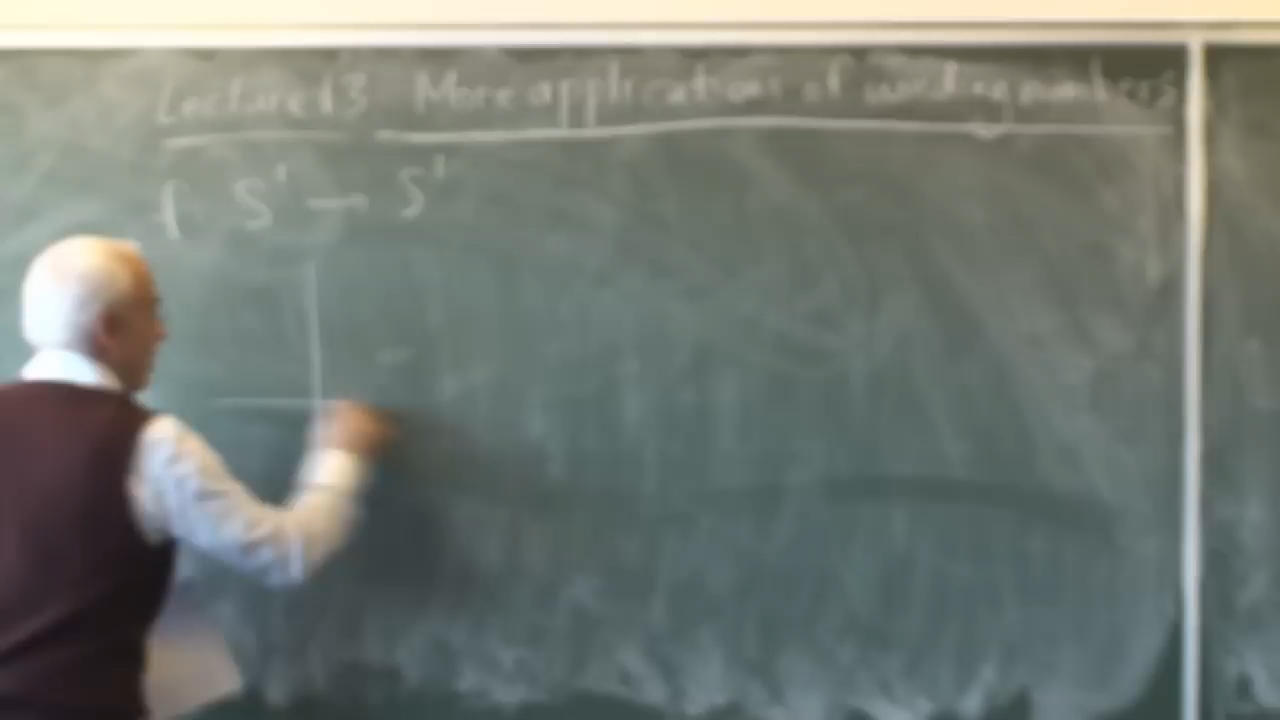 Lecture 13 More applications of winding numbers
f S¹ → S¹